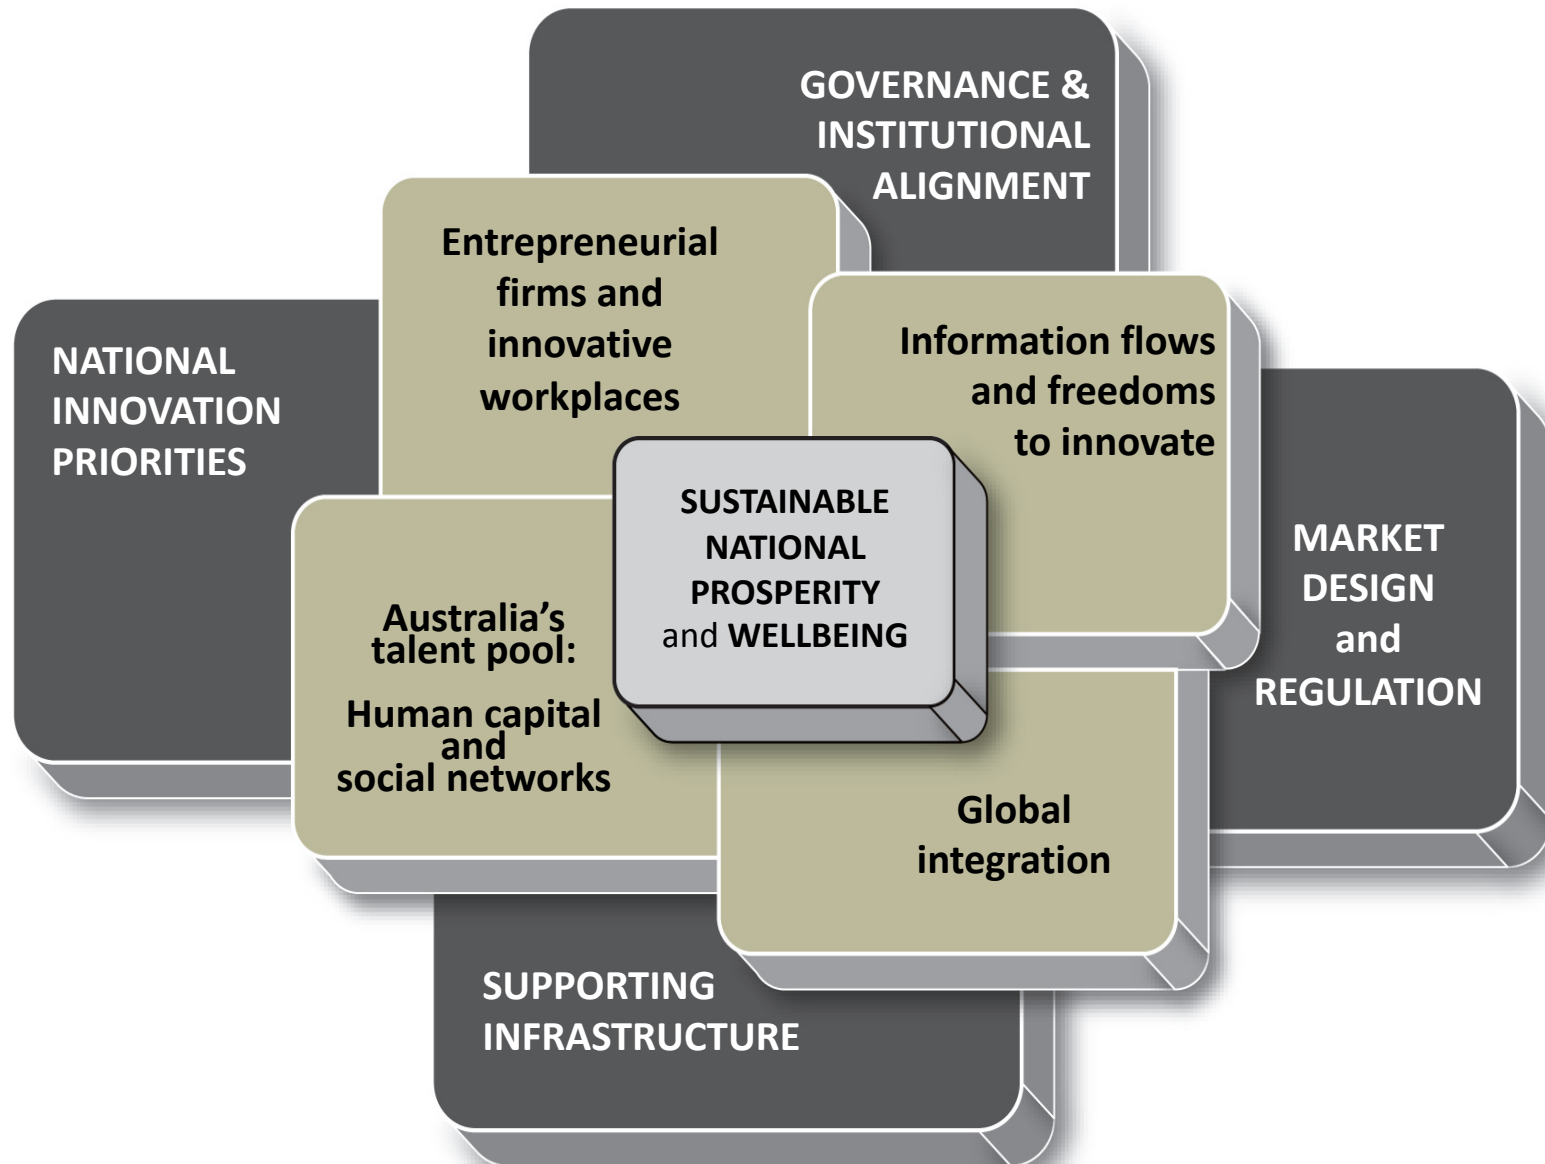 GOVERNANCE &
INSTITUTIONAL
ALIGNMENT
Entrepreneurial
firms and
innovative
workplaces
Information flows
and freedoms
to innovate
NATIONAL
INNOVATION
PRIORITIES
SUSTAINABLE
NATIONAL
PROSPERITY
and WELLBEING
MARKET
DESIGN
and
REGULATION
Australia’s
talent pool:
Human capital
and
social networks
Global
integration
SUPPORTING
INFRASTRUCTURE